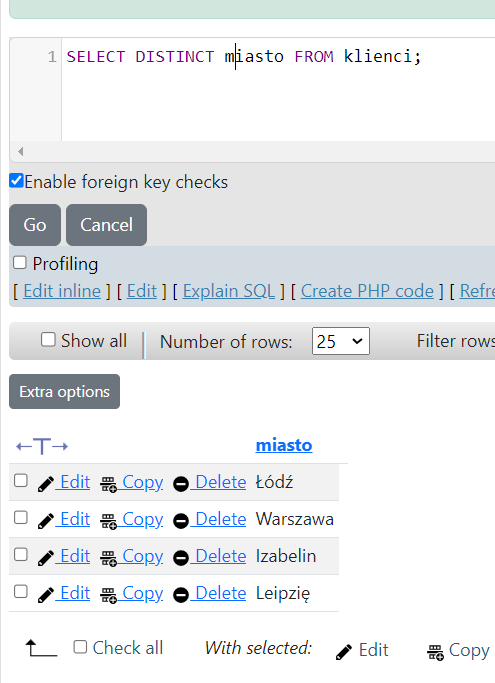 1 SELECT DISTINCT miasto FROM klienci;
Enable foreign key checks
Go Cancel
Profiling
[ Edit inline ] [ Edit ] [ Explain SQL ] [ Create PHP code ] [ Refre
Show all Number of rows: 25 Filter rows
Extra options
←T→ miasto
Edit Copy Delete Łódź
Edit Copy Delete Warszawa
Edit Copy Delete Izabelin
Edit Copy Delete Leipzię
Check all With selected: Edit Copy